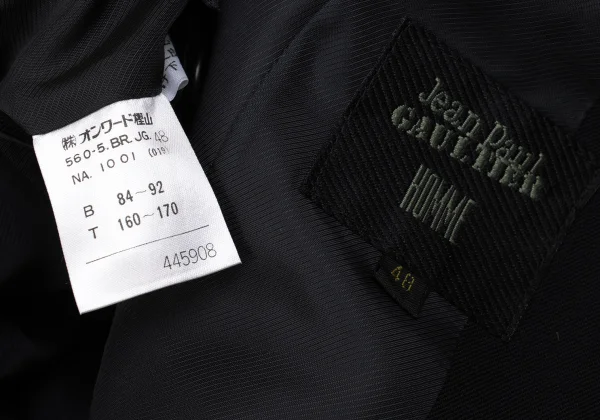 ㈱オンワード樫山
560-5.BR.JG.48
NA. 1001 (019)
B 84~92
T 160~170
445908
Jean Paul
GAULTIER
HOMME
48